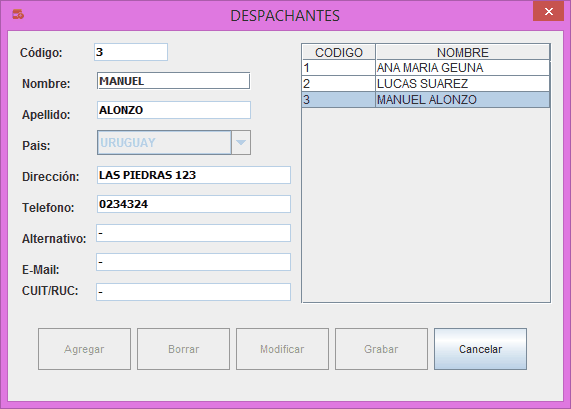 DESPACHANTES
Código: 3
Nombre: MANUEL
Apellido: ALONZO
Pais: URUGUAY
Dirección: LAS PIEDRAS 123
Telefono: 0234324
Alternativo: -
E-Mail: -
CUIT/RUC: -
CODIGO NOMBRE
1 ANA MARIA GEUNA
2 LUCAS SUAREZ
3 MANUEL ALONZO
Agregar Borrar Modificar Grabar Cancelar